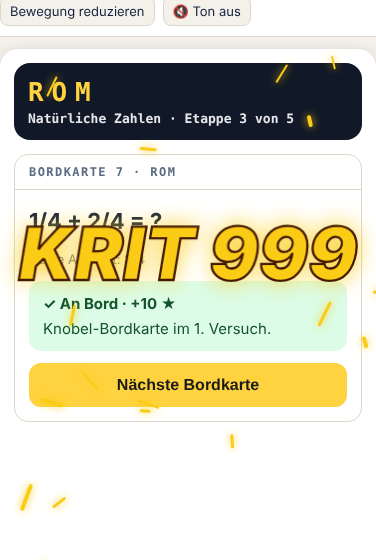 Bewegung reduzieren
🔇 Ton aus
ROM
Natürliche Zahlen · Etappe 3 von 5
BORDKARTE 7 · ROM
1/4 + 2/4 = ?
KRIT 999
✓ An Bord · +10 ★
Knobel-Bordkarte im 1. Versuch.
Nächste Bordkarte